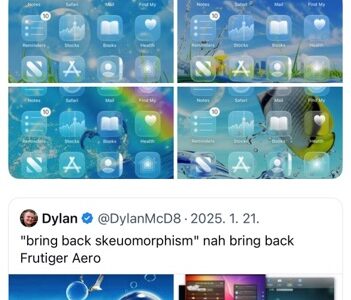 Notes Safari Mail Find My Notes Safari Mail Find My
10 10
Reminders Stocks Books Health Reminders Stocks Books Health
Notes Safari Mail Find My Notes Safari Mail Find My
10 10
Reminders Stocks Books Health Reminders Stocks Books Health
Dylan @DylanMcD8 · 2025. 1. 21.
"bring back skeuomorphism" nah bring back
Frutiger Aero